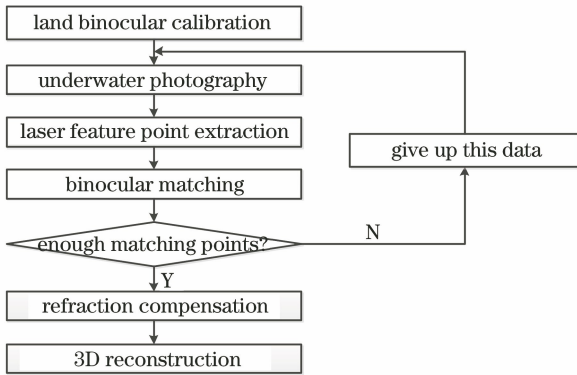 land binocular calibration
underwater photography
laser feature point extraction
give up this data
binocular matching
enough matching points?
N
Y
refraction compensation
3D reconstruction